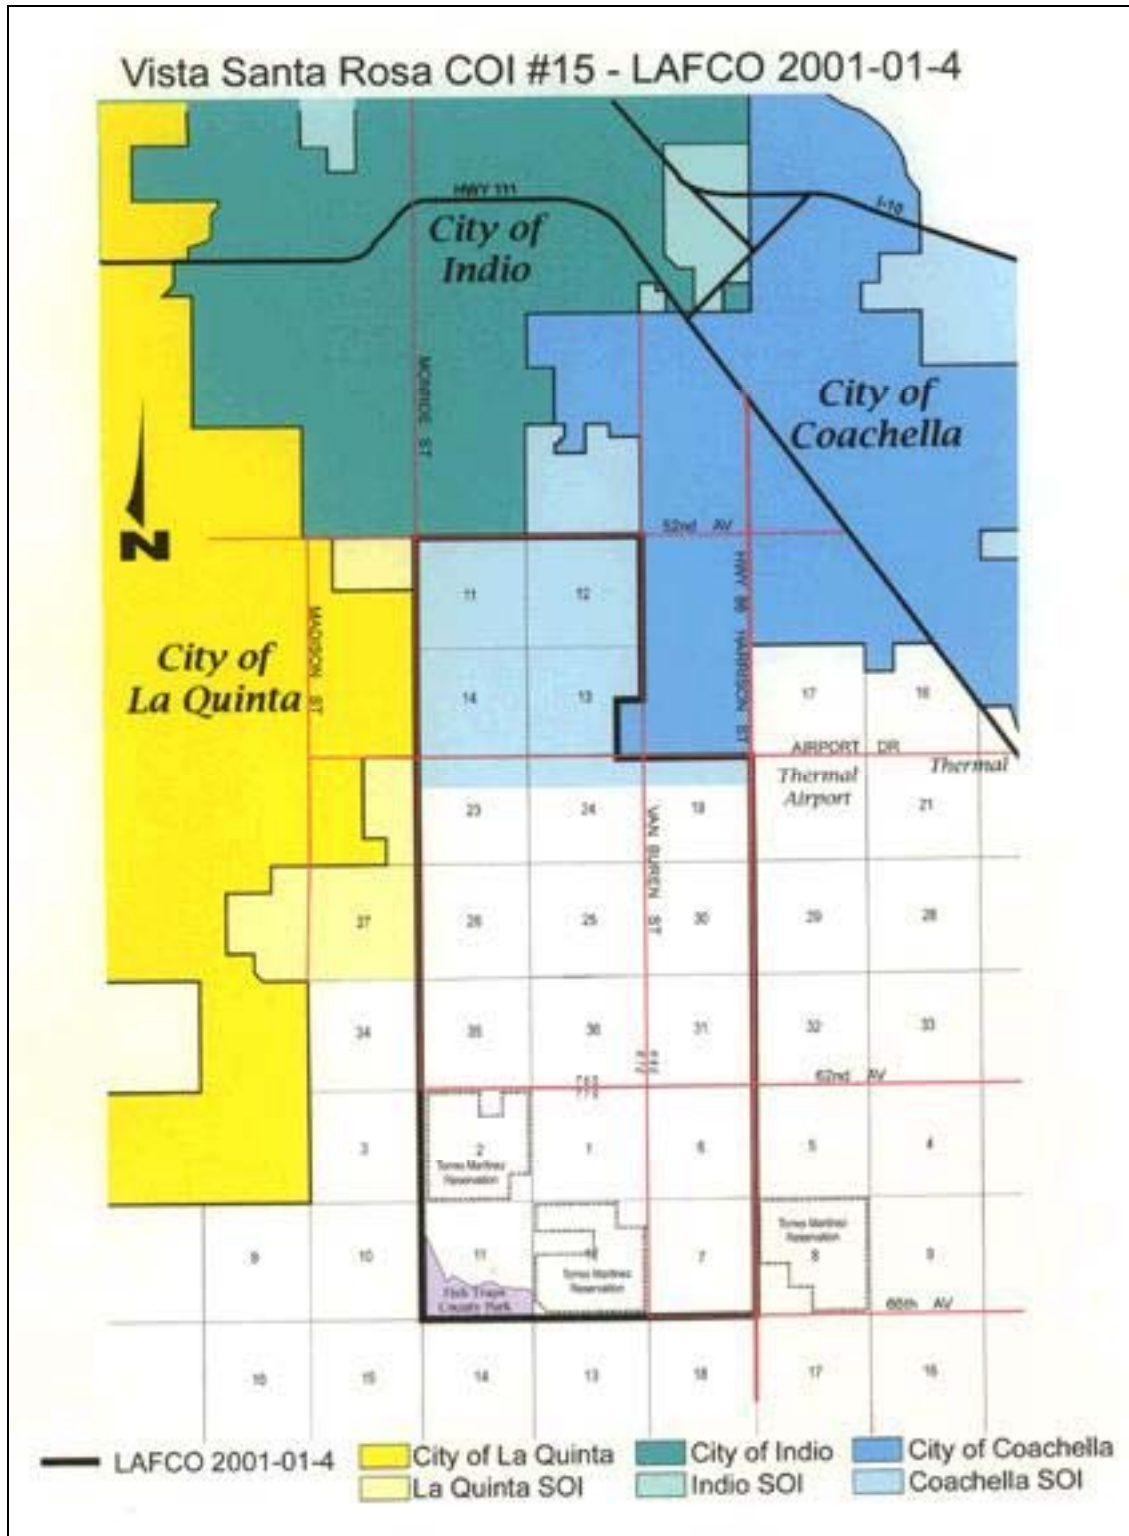 Vista Santa Rosa COI #15 - LAFCO 2001-01-4
HWY 111
I-10
City of
Indio
MONROE ST
City of
Coachella
52nd AV
N
11
12
HWY 86 HARRISON ST
MADISON ST
City of
La Quinta
14
13
17
16
AIRPORT DR
Thermal
Thermal
Airport
23
24
19
21
VAN BUREN ST
27
26
25
30
29
28
34
35
36
31
32
33
62nd AV
3
2
1
6
5
4
Torres Martinez
Reservation
Torres Martinez
Reservation
9
10
11
12
7
8
9
Torres Martinez
Reservation
Fish Traps
County Park
66th AV
16
15
14
13
18
17
16
LAFCO 2001-01-4
City of La Quinta
La Quinta SOI
City of Indio
Indio SOI
City of Coachella
Coachella SOI